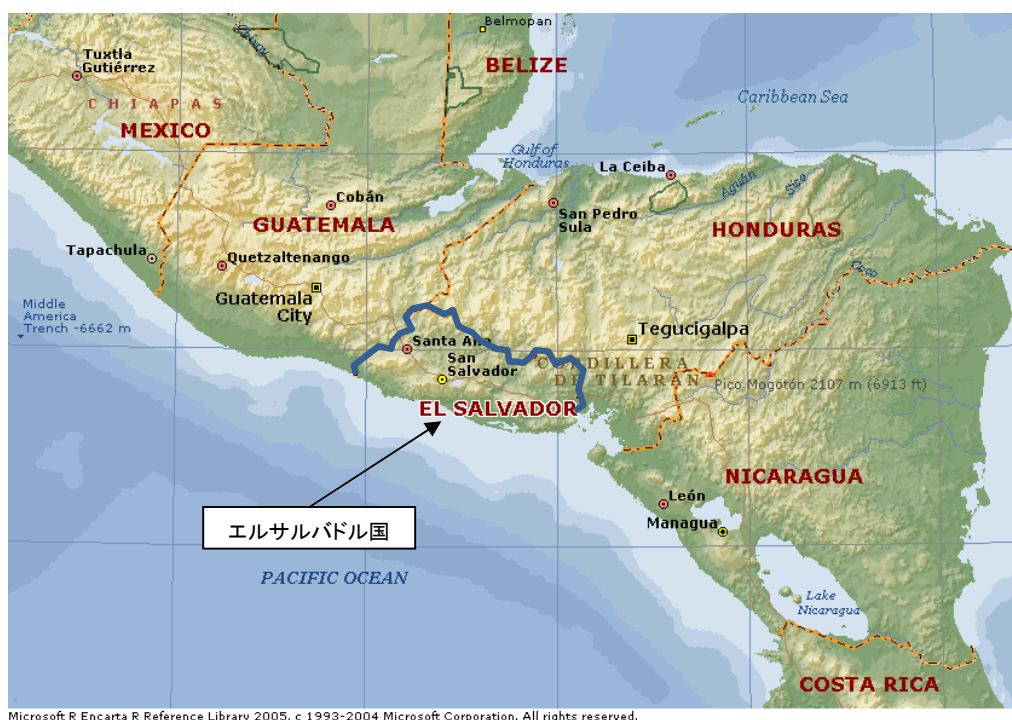 Belmopan
Tuxtla
Gutiérrez
BELIZE
Caribbean Sea
CHIAPAS
MEXICO
Gulf of
Honduras
La Ceiba
Aguán
Sico
Cobán
San Pedro
Sula
GUATEMALA
HONDURAS
Tapachula
Quetzaltenango
Coco
Guatemala
City
Middle
America
Trench -6662 m
Tegucigalpa
Santa Ana
San
Salvador
CORDILLERA
DE TILARÁN
Pico Mogotón 2107 m (6913 ft)
EL SALVADOR
NICARAGUA
León
Managua
エルサルバドル国
PACIFIC OCEAN
Lake
Nicaragua
COSTA RICA
Microsoft R Encarta R Reference Library 2005. c 1993-2004 Microsoft Corporation. All rights reserved.